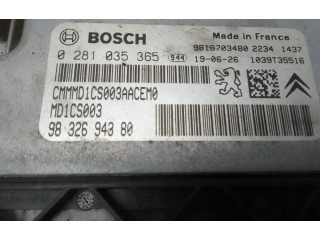 BOSCH
Made in France
0 281 035 365 S44
9816703480 2234 1437
19-06-26 1039T35516
CMMMD1CS003AACEM0
MD1CS003
98 326 943 80